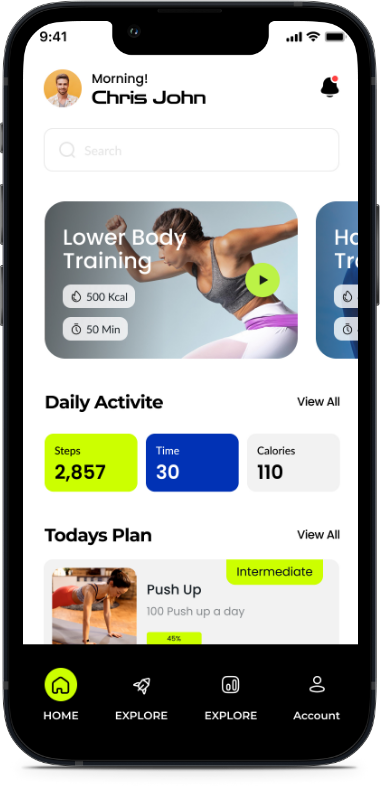 9:41
Morning!
Chris John
Search
Lower Body
Training
500 Kcal
50 Min
Ho
Tra
Daily Activite
View All
Steps
Time
Calories
2,857
30
110
Todays Plan
View All
Intermediate
Push Up
100 Push up a day
45%
HOME
EXPLORE
EXPLORE
Account